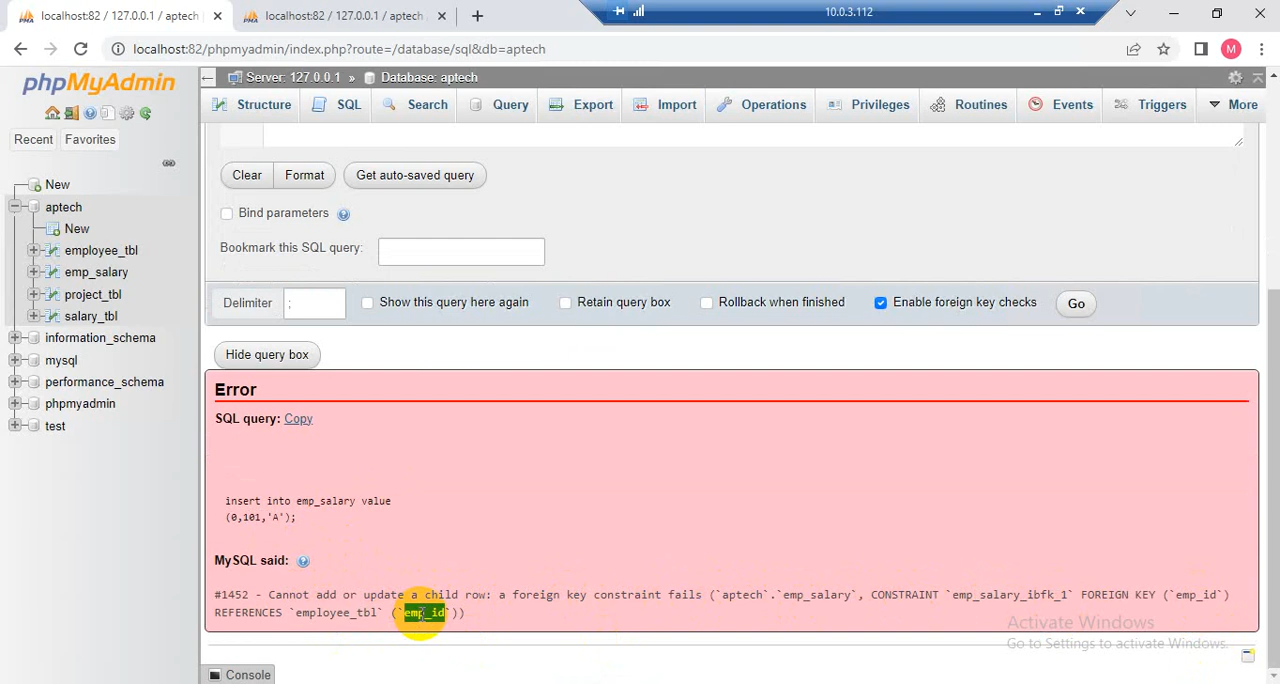 localhost:82 / 127.0.0.1 / aptech
localhost:82 / 127.0.0.1 / aptech
10.0.3.112
localhost:82/phpmyadmin/index.php?route=/database/sql&db=aptech
M
phpMyAdmin
Server: 127.0.0.1 » Database: aptech
Structure SQL Search Query Export Import Operations Privileges Routines Events Triggers More
Recent Favorites
New
aptech
New
employee_tbl
emp_salary
project_tbl
salary_tbl
information_schema
mysql
performance_schema
phpmyadmin
test
Clear Format Get auto-saved query
Bind parameters
Bookmark this SQL query:
Delimiter ; Show this query here again Retain query box Rollback when finished Enable foreign key checks Go
Hide query box
Error
SQL query: Copy
insert into emp_salary value
(0,101,'A');
MySQL said:
#1452 - Cannot add or update a child row: a foreign key constraint fails (`aptech`.`emp_salary`, CONSTRAINT `emp_salary_ibfk_1` FOREIGN KEY (`emp_id`)
REFERENCES `employee_tbl` (`emp_id`))
Activate Windows
Go to Settings to activate Windows.
Console